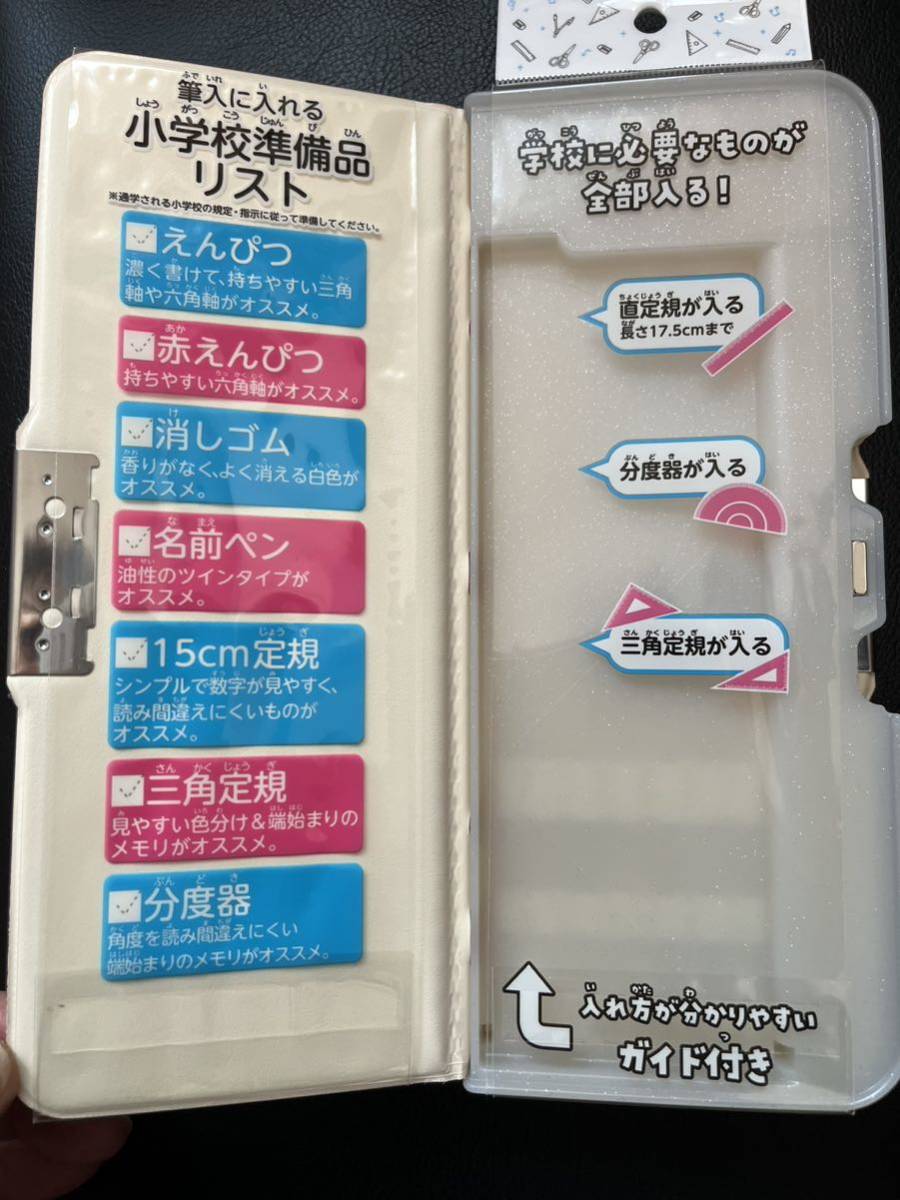 筆入に入れる
小学校準備品
リスト
※通学される小学校の規定・指示に従って準備してください。
えんぴつ
濃く書けて、持ちやすい三角
軸や六角軸がオススメ。
赤えんぴつ
持ちやすい六角軸がオススメ。
消しゴム
香りがなく、よく消える白色が
オススメ。
名前ペン
油性のツインタイプが
オススメ。
15cm定規
シンプルで数字が見やすく、
読み間違えにくいものが
オススメ。
三角定規
見やすい色分け&端始まりの
メモリがオススメ。
分度器
角度を読み間違えにくい
端始まりのメモリがオススメ。
学校に必要なものが
全部入る!
直定規が入る
長さ17.5cmまで
分度器が入る
三角定規が入る
入れ方が分かりやすい
ガイド付き